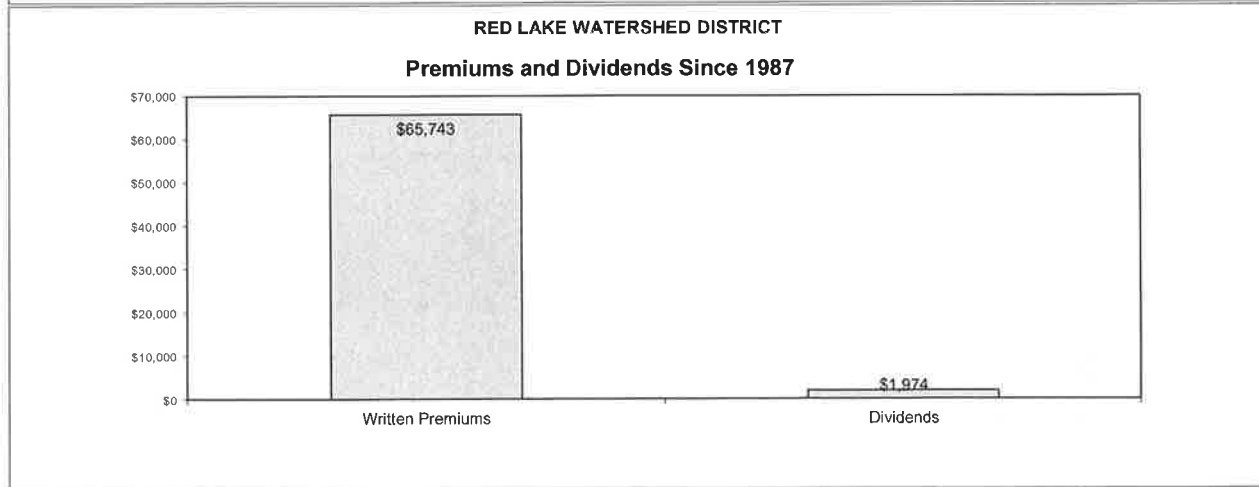 RED LAKE WATERSHED DISTRICT
Premiums and Dividends Since 1987
$70,000
$60,000
$50,000
$40,000
$30,000
$20,000
$10,000
$0
$65,743
$1,974
Written Premiums
Dividends